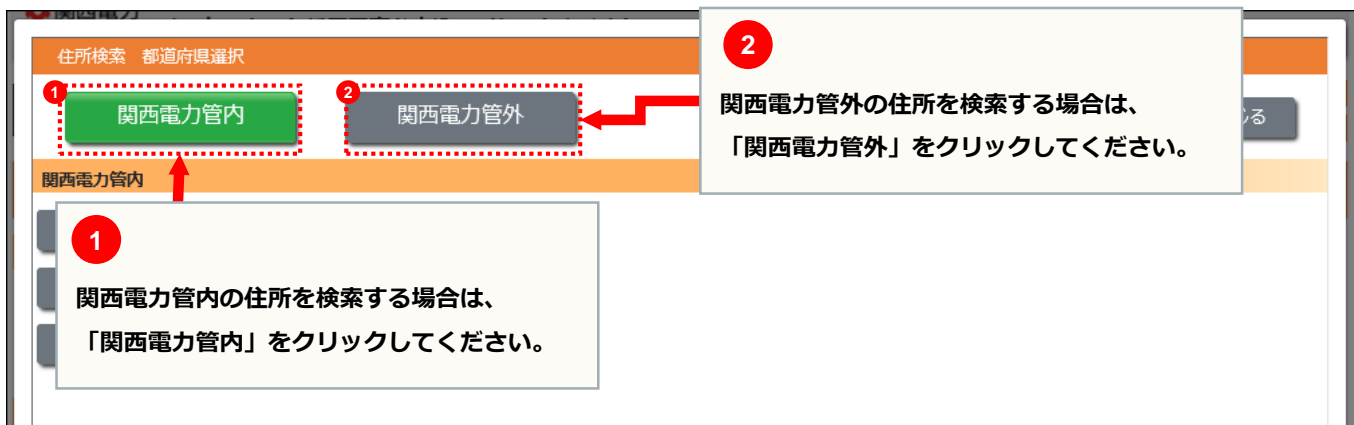 関西電力
住所検索 都道府県選択
1
関西電力管内
2
関西電力管外
る
2
関西電力管外の住所を検索する場合は、
「関西電力管外」をクリックしてください。
関西電力管内
1
関西電力管内の住所を検索する場合は、
「関西電力管内」をクリックしてください。